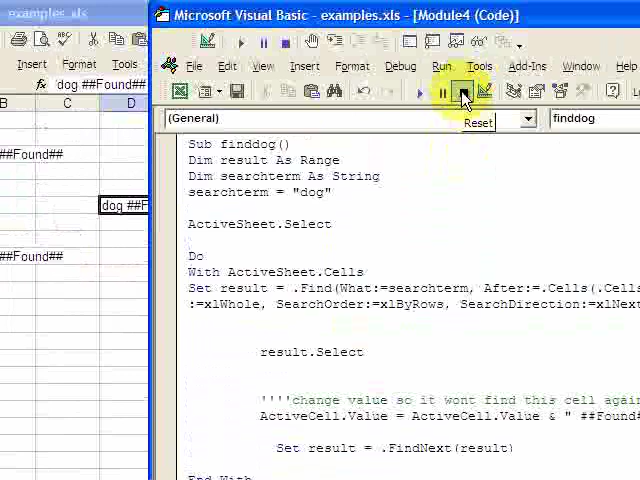 examples.xls
Microsoft Visual Basic - examples.xls - [Module4 (Code)]
Insert Format Tools
File Edit View Insert Format Debug Run Tools Add-Ins Window Help
fx dog ##Found##
B C D
Reset
(General) finddog
##Found##
dog ##F
##Found##
Sub finddog()
Dim result As Range
Dim searchterm As String
searchterm = "dog"
ActiveSheet.Select
Do
With ActiveSheet.Cells
Set result = .Find(What:=searchterm, After:=.Cells(.Cells
:=xlWhole, SearchOrder:=xlByRows, SearchDirection:=xlNext
result.Select
''''change value so it wont find this cell again
ActiveCell.Value = ActiveCell.Value & " ##Found#
Set result = .FindNext(result)
End With